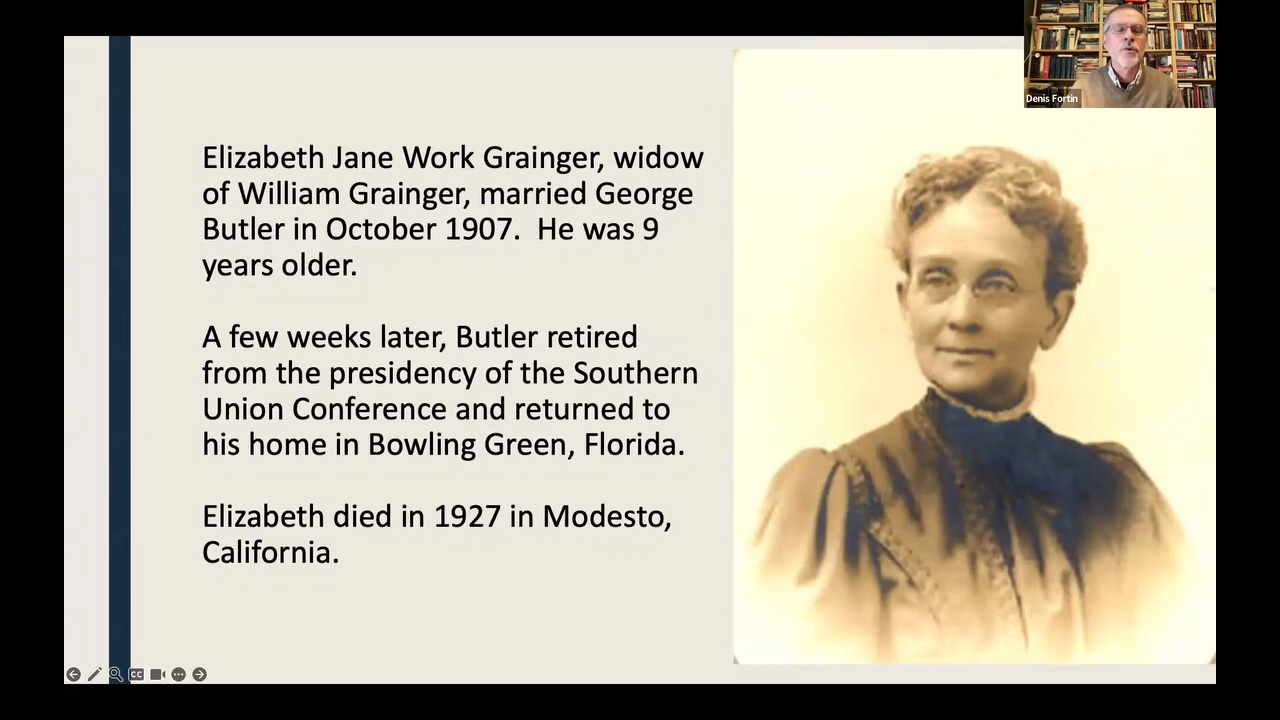 Denis Fortin
Elizabeth Jane Work Grainger, widow
of William Grainger, married George
Butler in October 1907.  He was 9
years older.
A few weeks later, Butler retired
from the presidency of the Southern
Union Conference and returned to
his home in Bowling Green, Florida.
Elizabeth died in 1927 in Modesto,
California.
CC